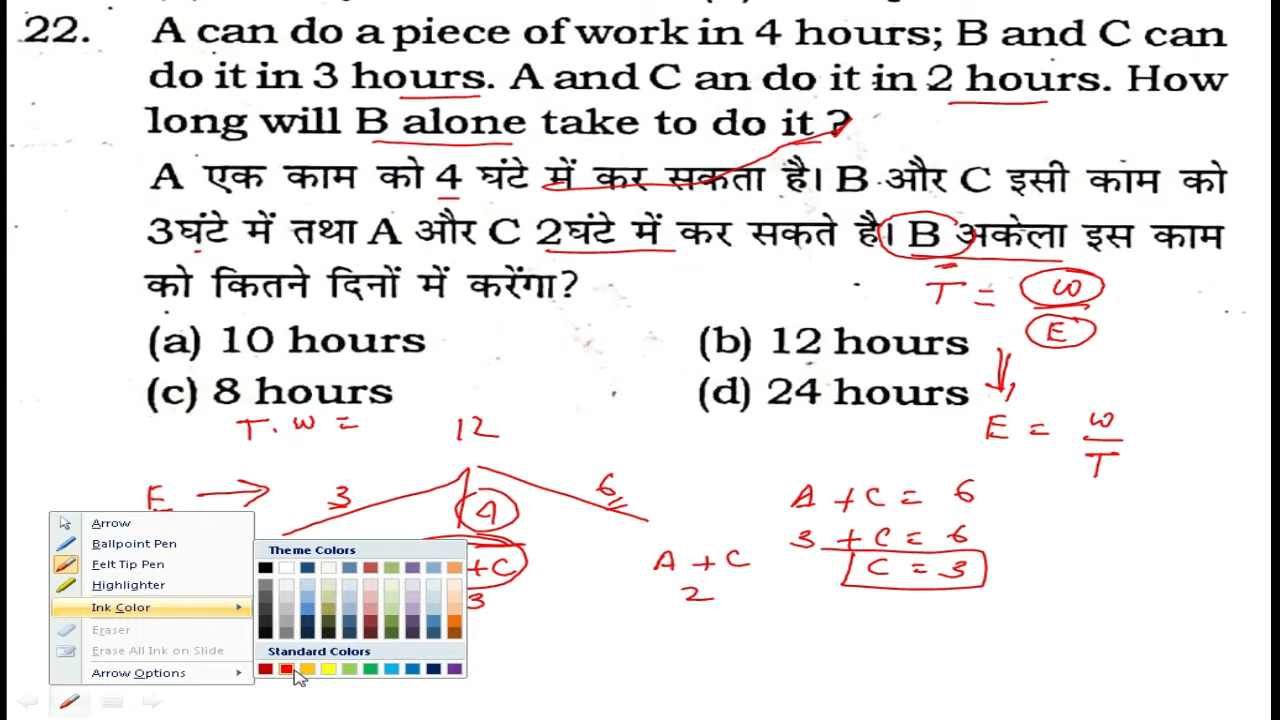 22. A can do a piece of work in 4 hours; B and C can
do it in 3 hours. A and C can do it in 2 hours. How
long will B alone take to do it ?
A एक काम को 4 घंटे में कर सकता है। B और C इसी काम को
3घंटे में तथा A और C 2घंटे में कर सकते है। B अकेला इस काम
को कितने दिनों में करेंगा?
T = W
E
(a) 10 hours (b) 12 hours
(c) 8 hours (d) 24 hours
T. W = 12
E = W
T
E → 3 4 6
A + C = 6
3 + C = 6
C = 3
+C
3
A + C
2
Arrow
Ballpoint Pen
Felt Tip Pen
Highlighter
Ink Color
Eraser
Erase All Ink on Slide
Arrow Options
Theme Colors
Standard Colors